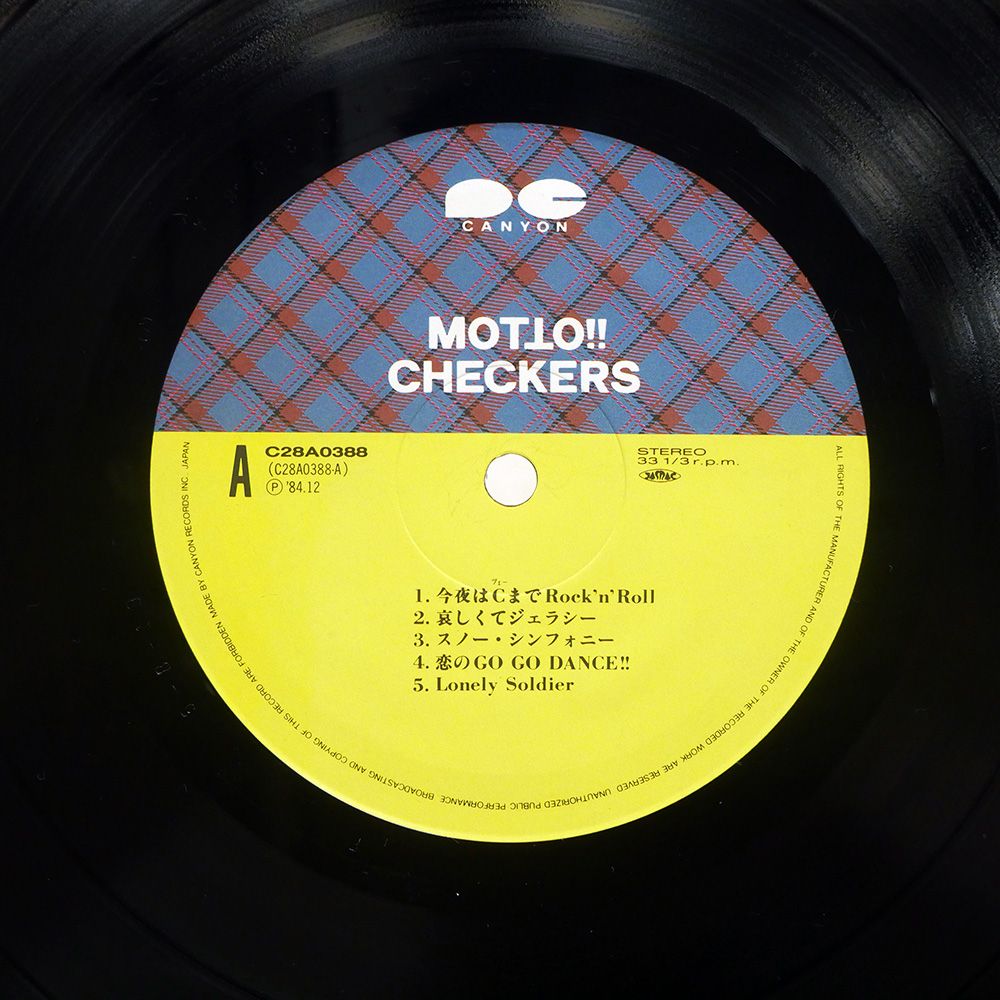 CANYON
MOTTO!!
CHECKERS
A
C28A0388
(C28A0388-A)
Ⓟ '84.12
STEREO
33 1/3 r.p.m.
JASRAC
ツェー
1. 今夜はCまでRock'n'Roll
2. 哀しくてジェラシー
3. スノー・シンフォニー
4. 恋のGO GO DANCE!!
5. Lonely Soldier
ALL RIGHTS OF THE MANUFACTURER AND OF THE OWNER OF THE RECORDED WORK ARE RESERVED. UNAUTHORIZED PUBLIC PERFORMANCE, BROADCASTING AND COPYING OF THIS RECORD ARE FORBIDDEN MADE BY CANYON RECORDS INC. JAPAN